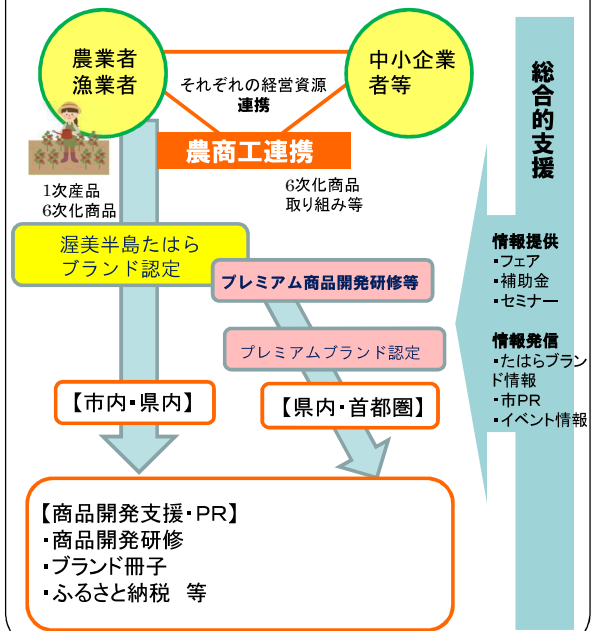 農業者
漁業者
中小企業
者等
それぞれの経営資源
連携
農商工連携
1次産品
6次化商品
6次化商品
取り組み等
渥美半島たはら
ブランド認定
プレミアム商品開発研修等
プレミアムブランド認定
【市内・県内】
【県内・首都圏】
【商品開発支援・PR】
・商品開発研修
・ブランド冊子
・ふるさと納税　等
総合的支援
情報提供
・フェア
・補助金
・セミナー
情報発信
・たはらブラン
ド情報
・市PR
・イベント情報